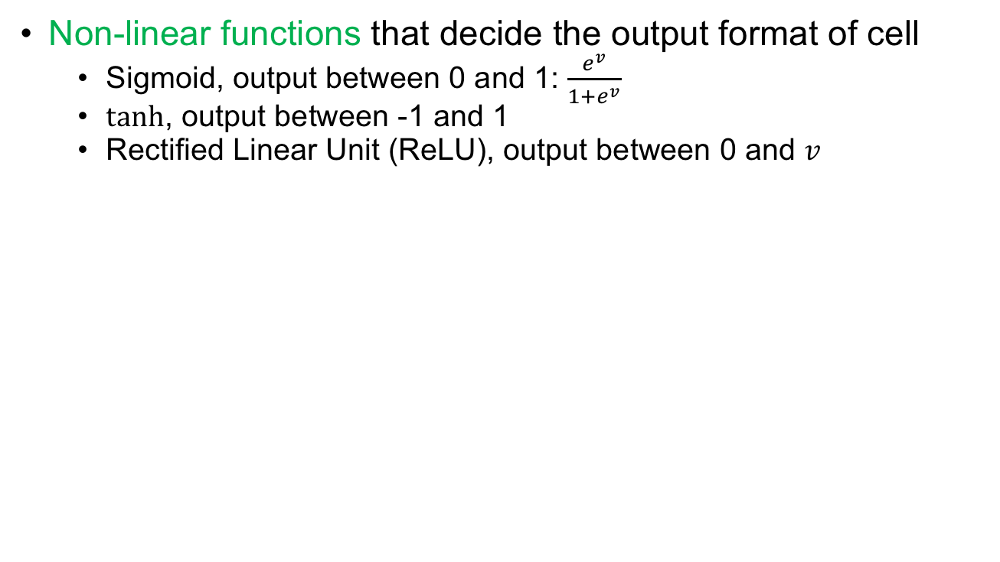 • Non-linear functions that decide the output format of cell
• Sigmoid, output between 0 and 1: \frac{e^v}{1+e^v}
• tanh, output between -1 and 1
• Rectified Linear Unit (ReLU), output between 0 and v